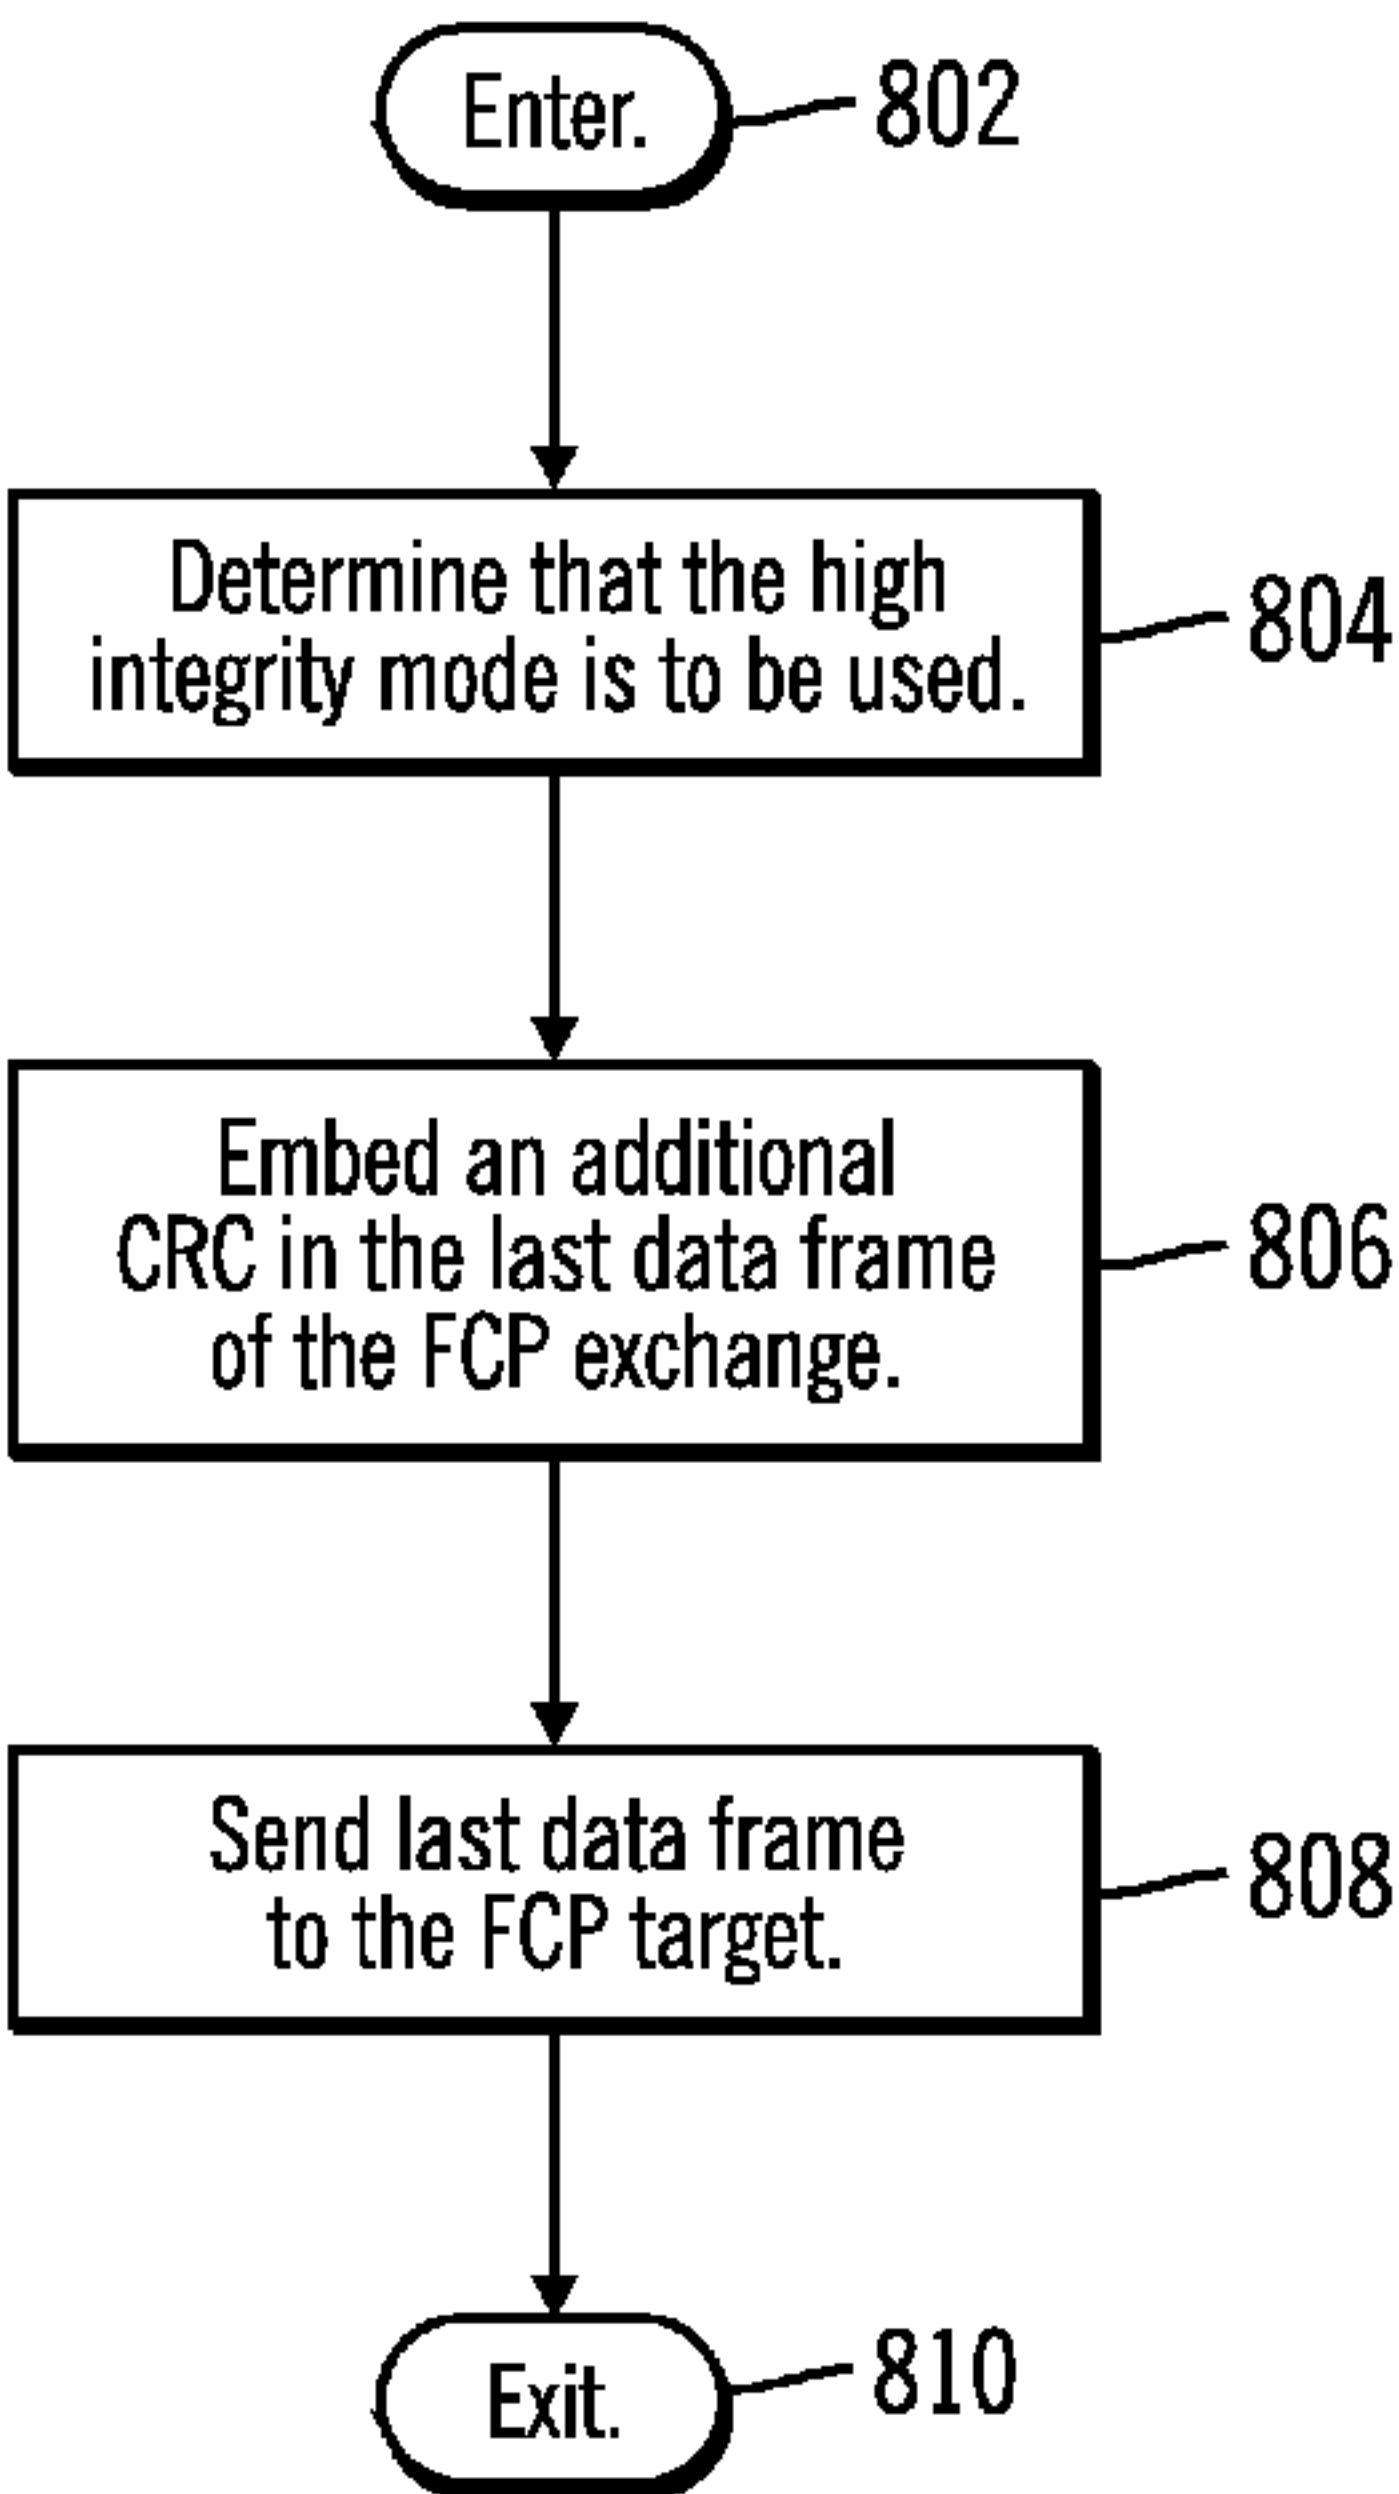 Enter.
802
Determine that the high
integrity mode is to be used.
804
Embed an additional
CRC in the last data frame
of the FCP exchange.
806
Send last data frame
to the FCP target.
808
Exit.
810